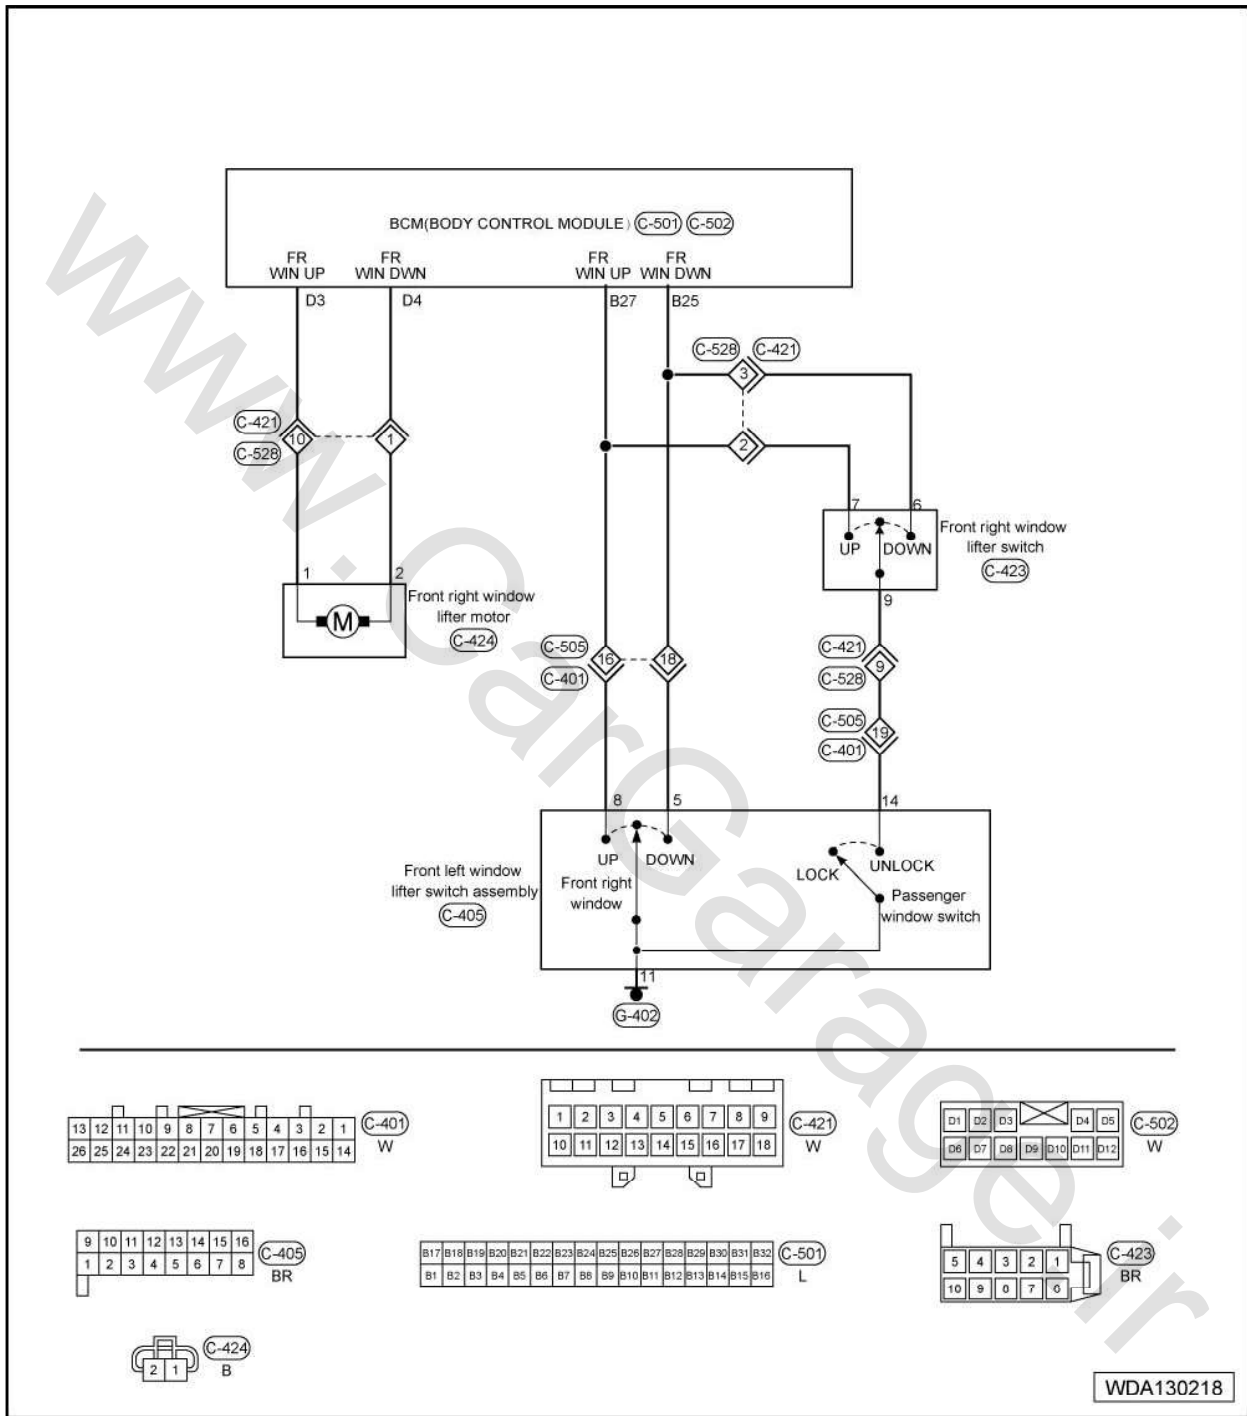 BCM(BODY CONTROL MODULE) C-501 C-502
FR WIN UP
FR WIN DWN
FR WIN UP
FR WIN DWN
D3
D4
B27
B25
C-528 C-421
3
C-421
10
1
C-528
2
7
6
UP DOWN
Front right window
lifter switch
C-423
9
1
2
M
Front right window
lifter motor
C-424
C-505
16
18
C-401
C-421
9
C-528
C-505
19
C-401
8
5
14
UP DOWN
Front right
window
LOCK
UNLOCK
Passenger
window switch
Front left window
lifter switch assembly
C-405
11
G-402
13 12 11 10 9 8 7 6 5 4 3 2 1
26 25 24 23 22 21 20 19 18 17 16 15 14
C-401
W
1 2 3 4 5 6 7 8 9
10 11 12 13 14 15 16 17 18
C-421
W
D1 D2 D3 D4 D5
D6 D7 D8 D9 D10 D11 D12
C-502
W
9 10 11 12 13 14 15 16
1 2 3 4 5 6 7 8
C-405
BR
B17 B18 B19 B20 B21 B22 B23 B24 B25 B26 B27 B28 B29 B30 B31 B32
B1 B2 B3 B4 B5 B6 B7 B8 B9 B10 B11 B12 B13 B14 B15 B16
C-501
L
5 4 3 2 1
10 9 8 7 6
C-423
BR
2 1
C-424
B
WDA130218
www.CarGarage.ir